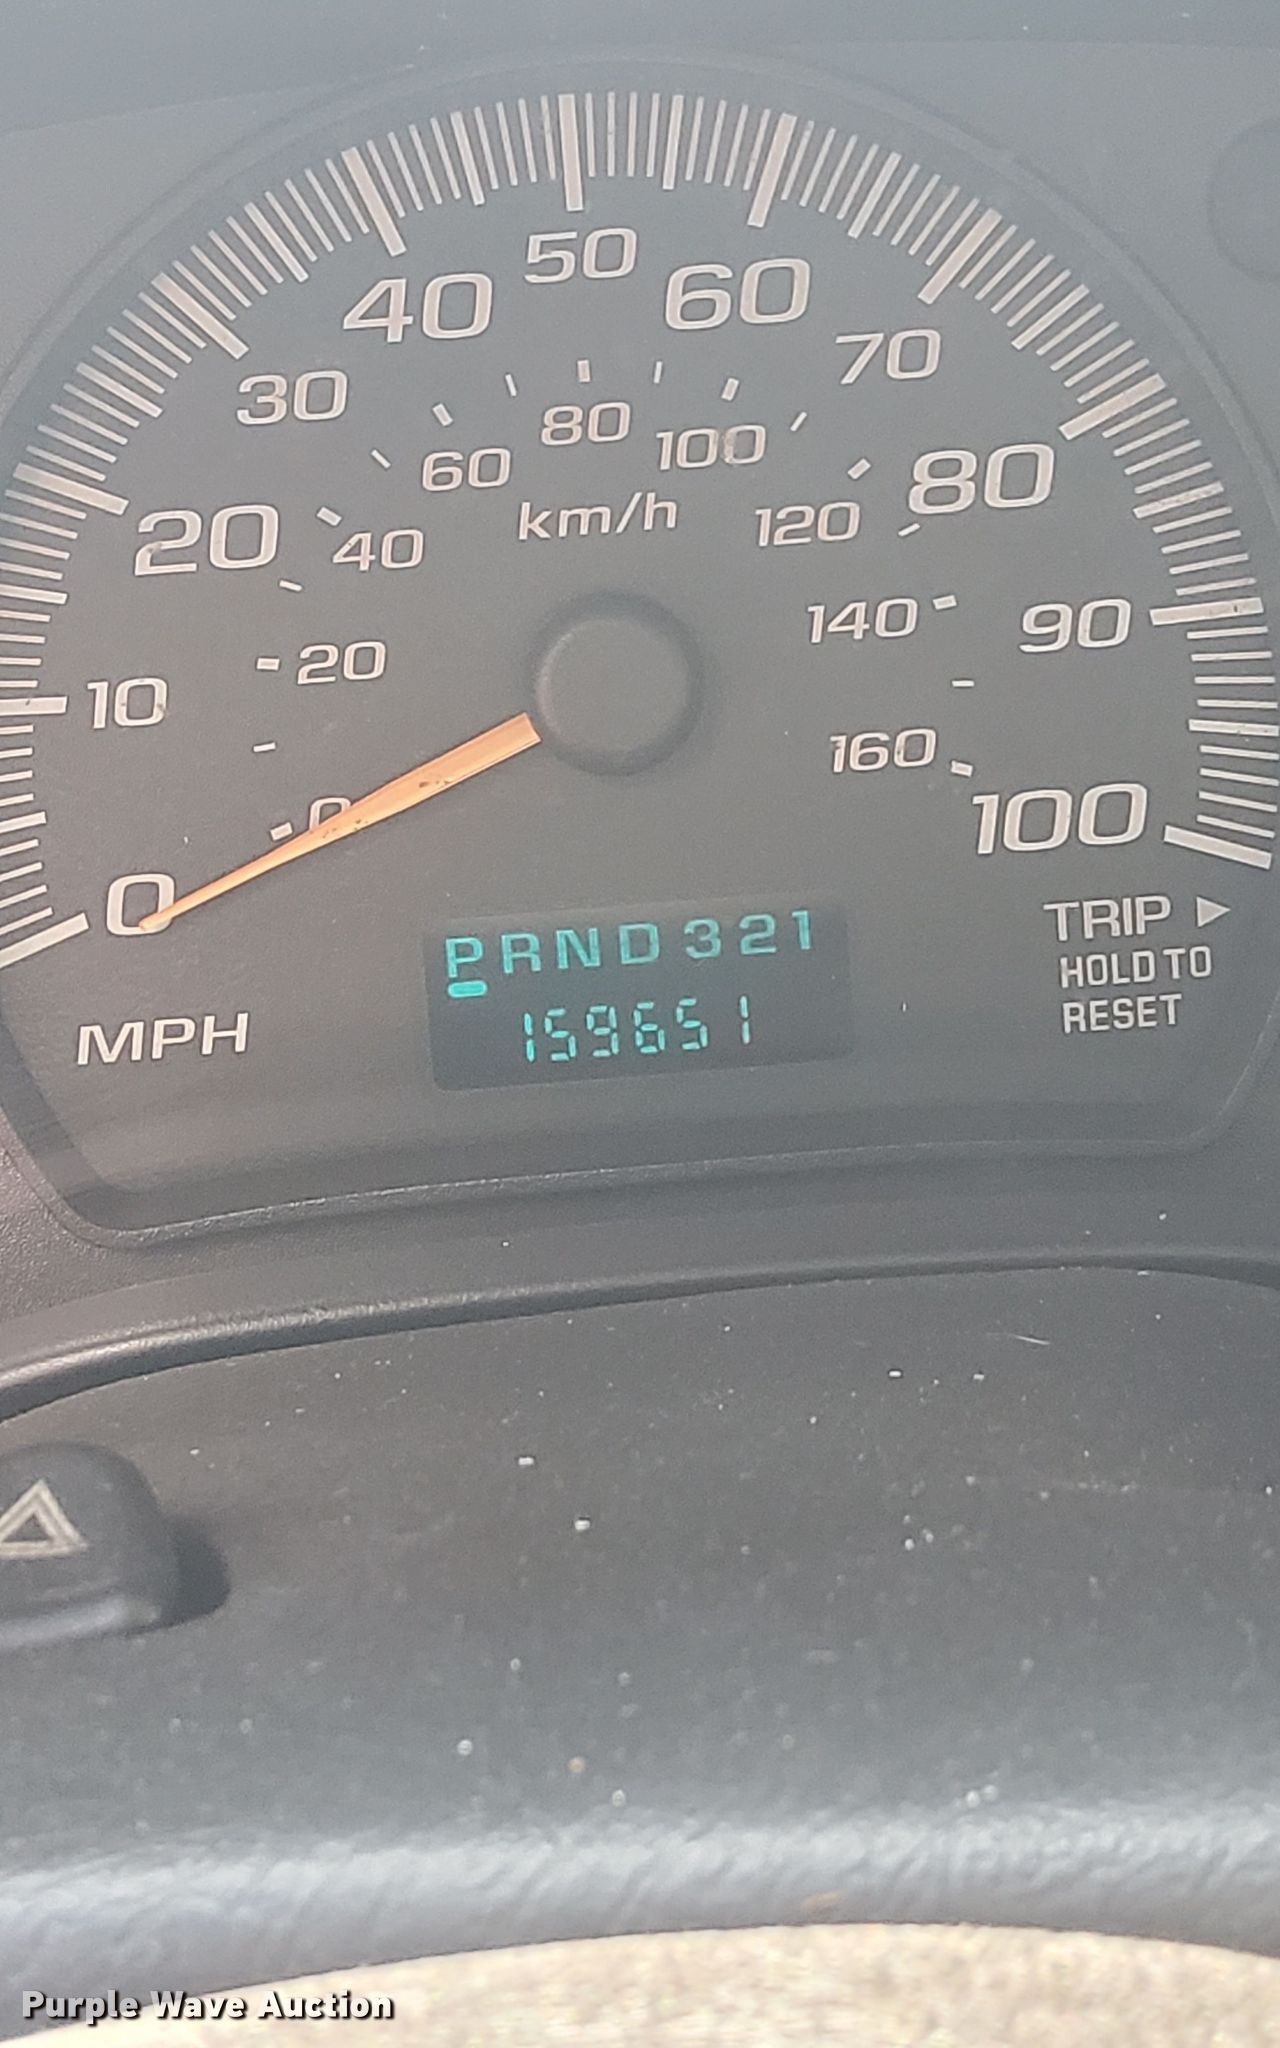 0 10 20 30 40 50 60 70 80 90 100
0 20 40 60 80 100 120 140 160
km/h
MPH
PRND321
159651
TRIP ▶
HOLD TO
RESET
Purple Wave Auction